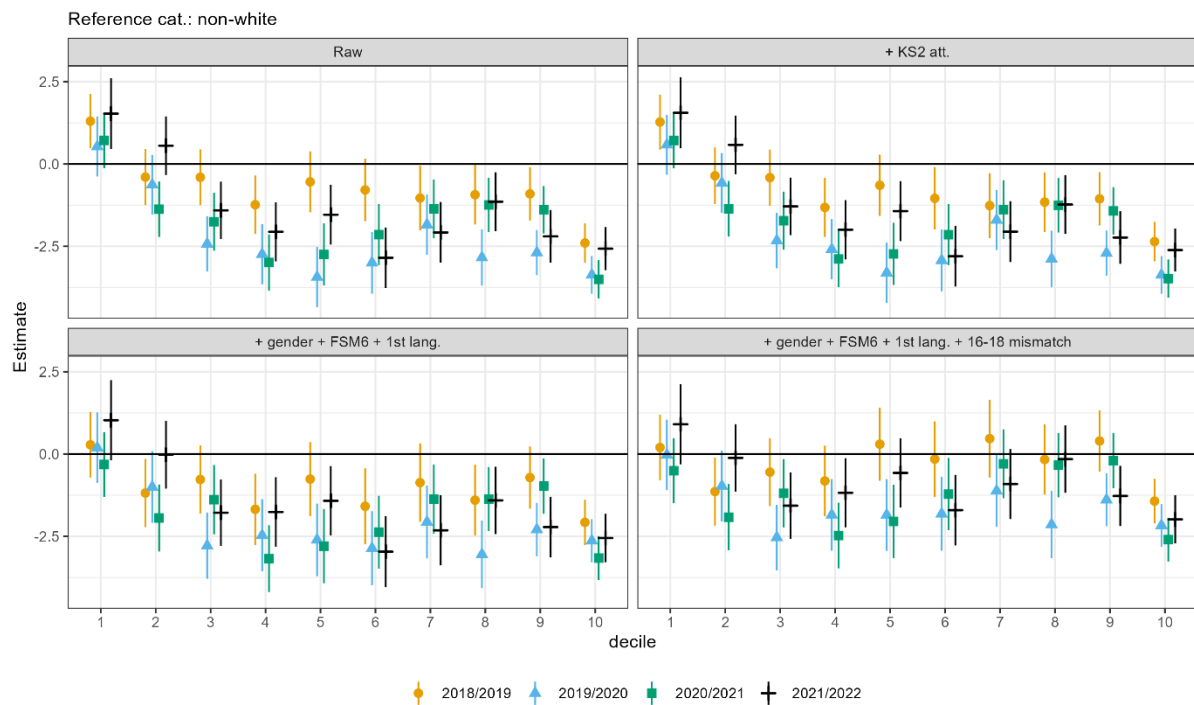 Reference cat.: non-white
Raw
+ KS2 att.
2.5
0.0
-2.5
+ gender + FSM6 + 1st lang.
+ gender + FSM6 + 1st lang. + 16-18 mismatch
2.5
0.0
-2.5
Estimate
1 2 3 4 5 6 7 8 9 10
1 2 3 4 5 6 7 8 9 10
decile
2018/2019 2019/2020 2020/2021 2021/2022